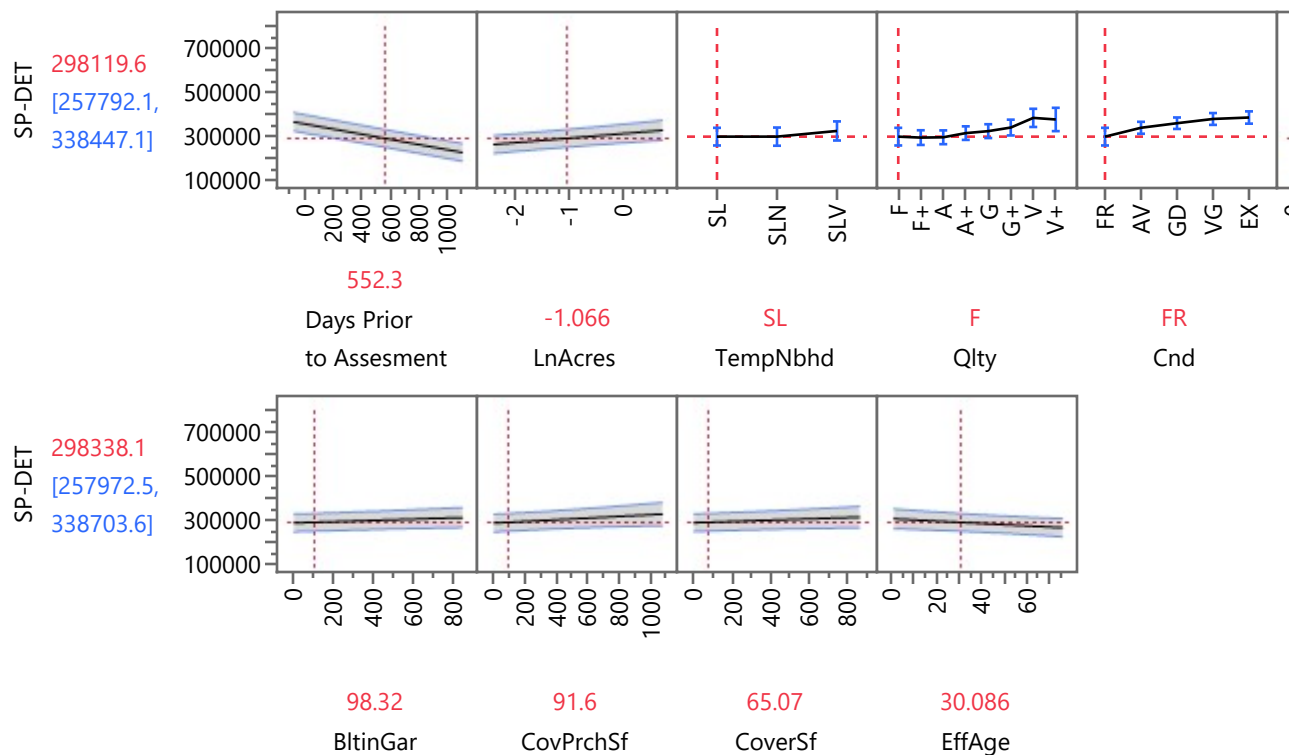 SP-DET
298119.6
[257792.1,
338447.1]
700000
500000
300000
100000
0 200 400 600 800 1000
-2 -1 0
SL SLN SLV
F F+ A A+ G G+ V V+
FR AV GD VG EX
552.3
Days Prior
to Assesment
-1.066
LnAcres
SL
TempNbhd
F
Qlty
FR
Cnd
SP-DET
298338.1
[257972.5,
338703.6]
700000
500000
300000
100000
0 200 400 600 800
0 200 400 600 800 1000
0 200 400 600 800
0 20 40 60
98.32
BltinGar
91.6
CovPrchSf
65.07
CoverSf
30.086
EffAge